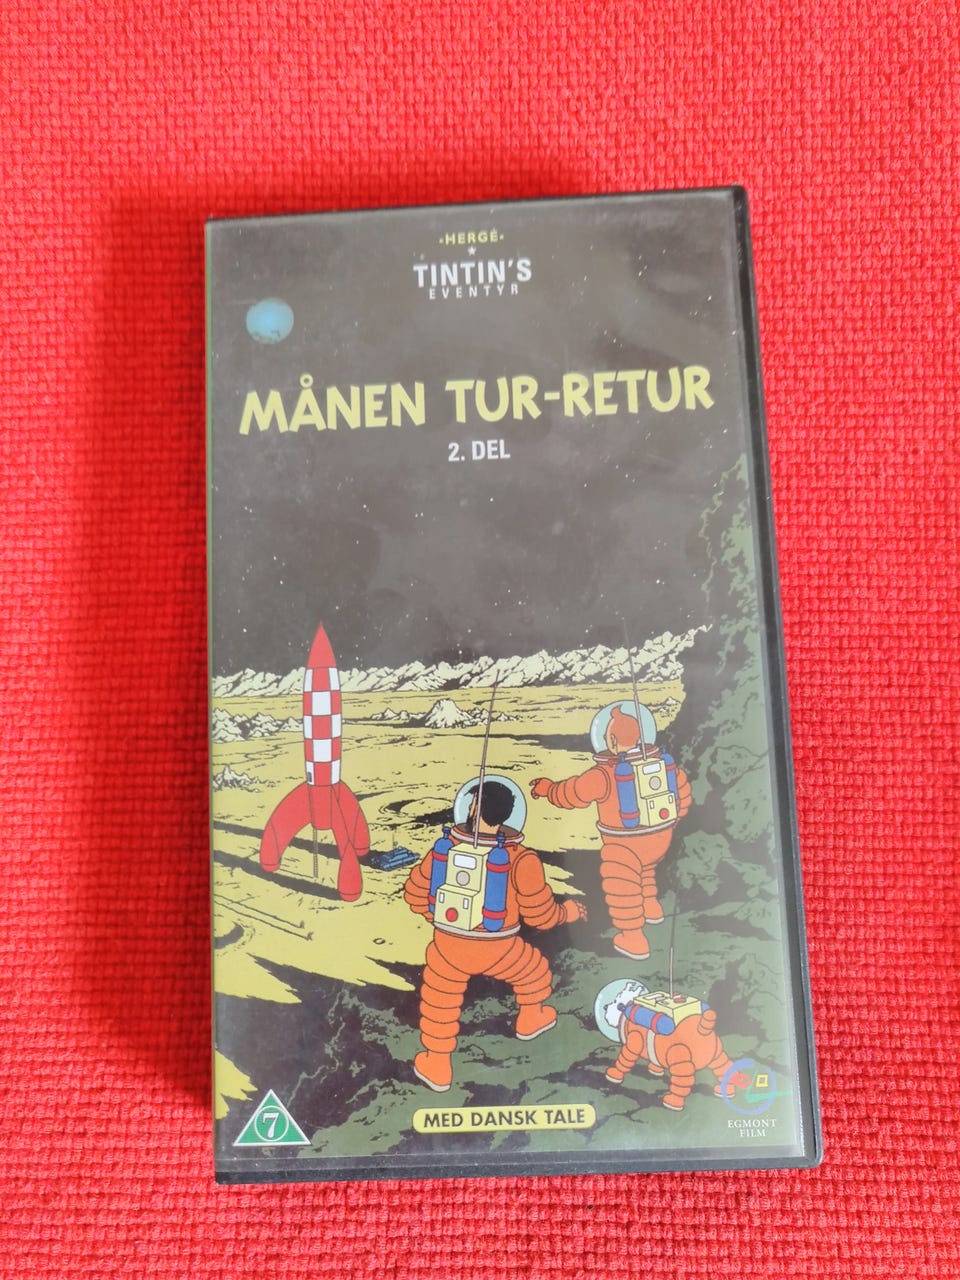 ·HERGÉ·
TINTIN'S
EVENTYR
MÅNEN TUR-RETUR
2. DEL
7
MED DANSK TALE
EGMONT
FILM